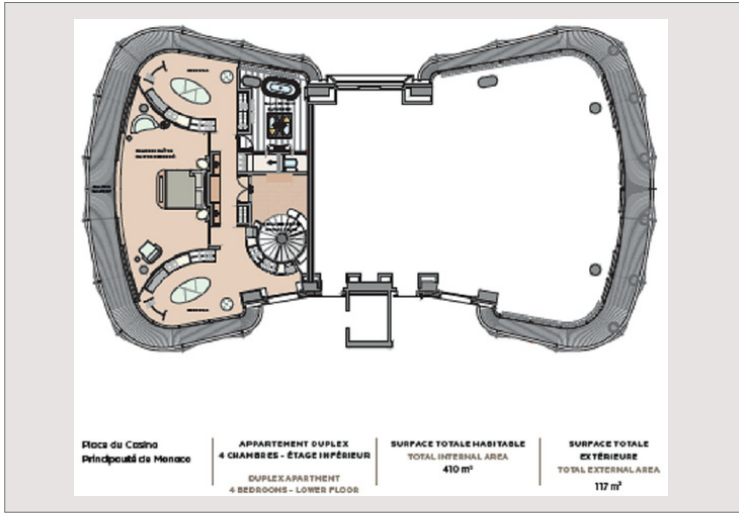 Place du Casino
Principauté de Monaco
APPARTEMENT DUPLEX
4 CHAMBRES - ÉTAGE INFÉRIEUR
DUPLEX APARTMENT
4 BEDROOMS - LOWER FLOOR
SURFACE TOTALE HABITABLE
TOTAL INTERNAL AREA
410 m²
SURFACE TOTALE
EXTÉRIEURE
TOTAL EXTERNAL AREA
117 m²